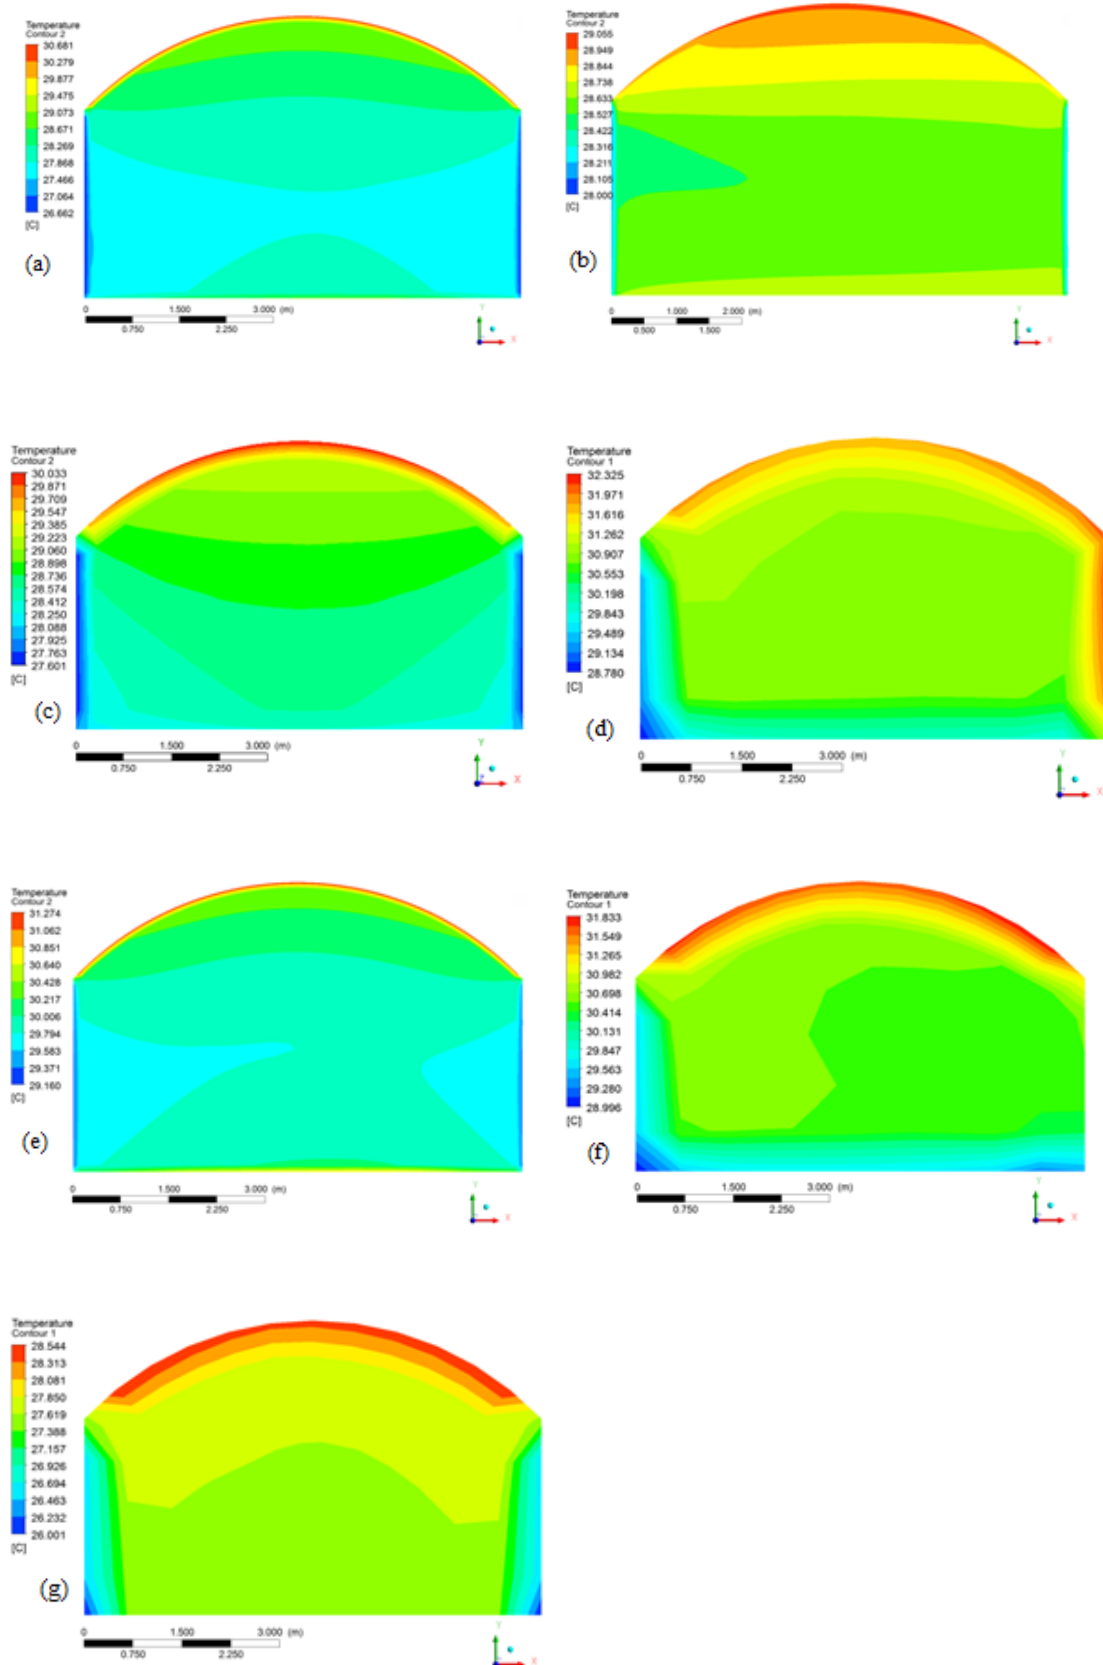 Temperature
Contour 2
30.681
30.279
29.877
29.475
29.073
28.671
28.269
27.868
27.466
27.064
26.662
[C]
(a)
0 1.500 3.000 (m)
0.750 2.250
Y
X
Temperature
Contour 2
29.055
28.949
28.844
28.738
28.633
28.527
28.422
28.316
28.211
28.105
28.000
[C]
(b)
0 1.000 2.000 (m)
0.500 1.500
Y
X
Temperature
Contour 2
30.033
29.871
29.709
29.547
29.385
29.223
29.060
28.898
28.736
28.574
28.412
28.250
28.088
27.925
27.763
27.601
[C]
(c)
0 1.500 3.000 (m)
0.750 2.250
Y
X
Temperature
Contour 1
32.325
31.971
31.616
31.262
30.907
30.553
30.198
29.843
29.489
29.134
28.780
[C]
(d)
0 1.500 3.000 (m)
0.750 2.250
Y
X
Temperature
Contour 2
31.274
31.062
30.851
30.640
30.428
30.217
30.006
29.794
29.583
29.371
29.160
[C]
(e)
0 1.500 3.000 (m)
0.750 2.250
Y
X
Temperature
Contour 1
31.833
31.549
31.265
30.982
30.698
30.414
30.131
29.847
29.563
29.280
28.996
[C]
(f)
0 1.500 3.000 (m)
0.750 2.250
Y
X
Temperature
Contour 1
28.544
28.313
28.081
27.850
27.619
27.388
27.157
26.926
26.694
26.463
26.232
26.001
[C]
(g)
0 1.500 3.000 (m)
0.750 2.250
Y
X